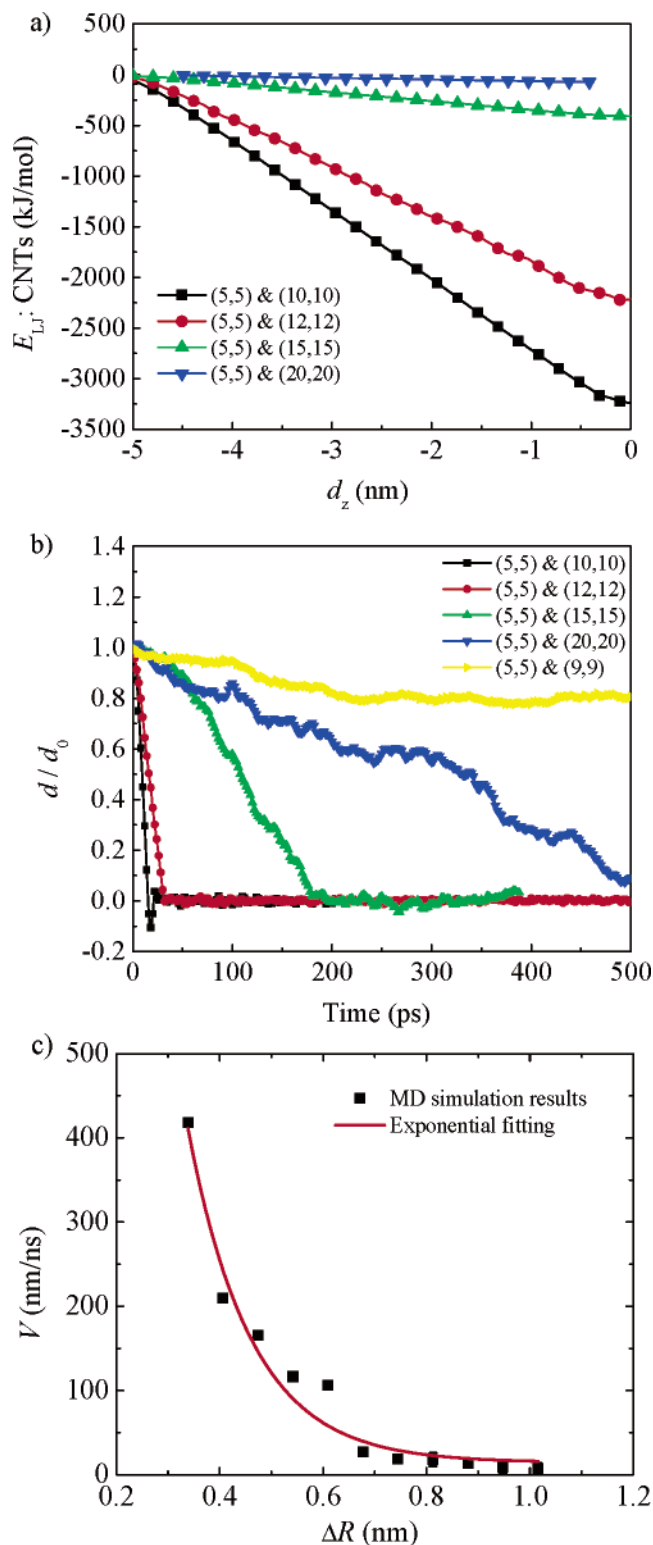 a)
500
0
-500
-1000
-1500
-2000
-2500
-3000
-3500
E_LJ: CNTs (kJ/mol)
(5,5) & (10,10)
(5,5) & (12,12)
(5,5) & (15,15)
(5,5) & (20,20)
-5 -4 -3 -2 -1 0
d_z (nm)
b)
1.4
1.2
1.0
0.8
0.6
0.4
0.2
0.0
-0.2
d / d_0
(5,5) & (10,10)
(5,5) & (12,12)
(5,5) & (15,15)
(5,5) & (20,20)
(5,5) & (9,9)
0 100 200 300 400 500
Time (ps)
c)
500
400
300
200
100
0
V (nm/ns)
MD simulation results
Exponential fitting
0.2 0.4 0.6 0.8 1.0 1.2
ΔR (nm)